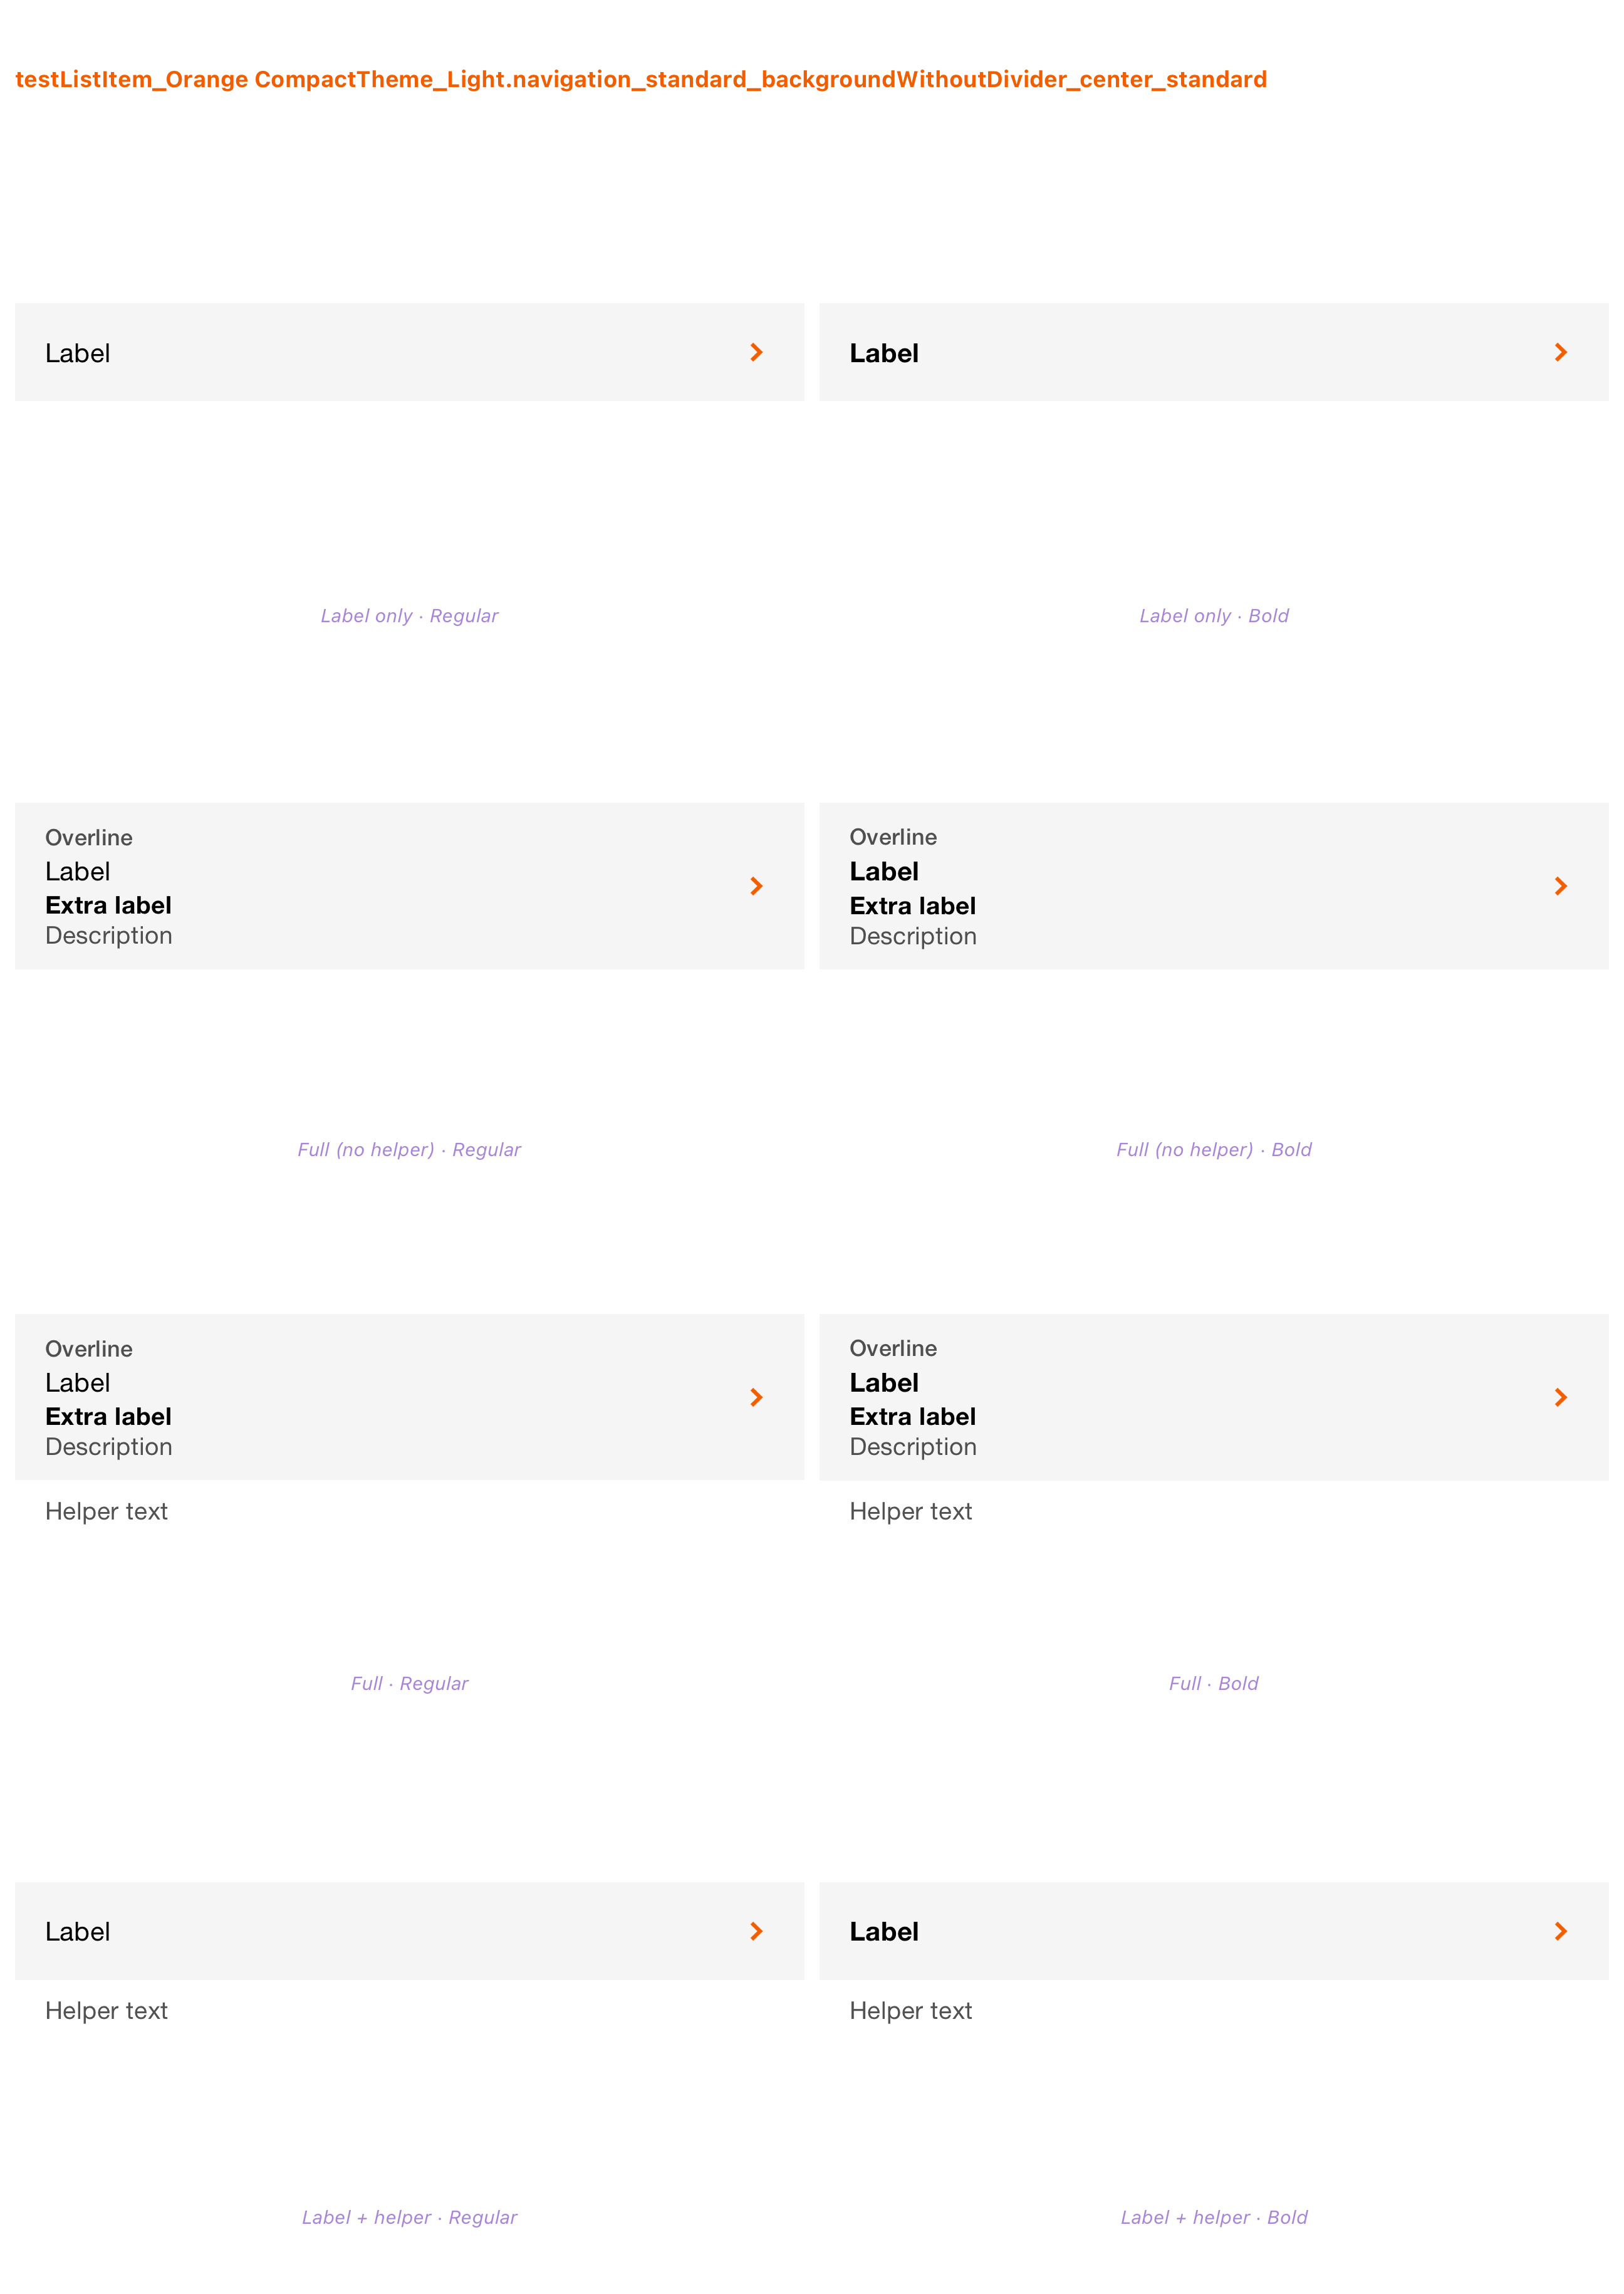 testListItem_Orange CompactTheme_Light.navigation_standard_backgroundWithoutDivider_center_standard
Label
Label
Label only · Regular
Label only · Bold
Overline
Label
Extra label
Description
Overline
Label
Extra label
Description
Full (no helper) · Regular
Full (no helper) · Bold
Overline
Label
Extra label
Description
Helper text
Overline
Label
Extra label
Description
Helper text
Full · Regular
Full · Bold
Label
Helper text
Label
Helper text
Label + helper · Regular
Label + helper · Bold